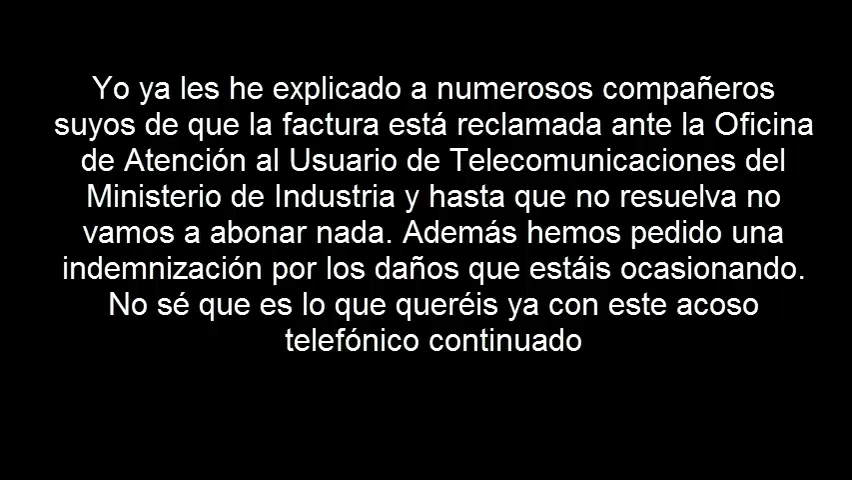 Yo ya les he explicado a numerosos compañeros
suyos de que la factura está reclamada ante la Oficina
de Atención al Usuario de Telecomunicaciones del
Ministerio de Industria y hasta que no resuelva no
vamos a abonar nada. Además hemos pedido una
indemnización por los daños que estáis ocasionando.
No sé que es lo que queréis ya con este acoso
telefónico continuado